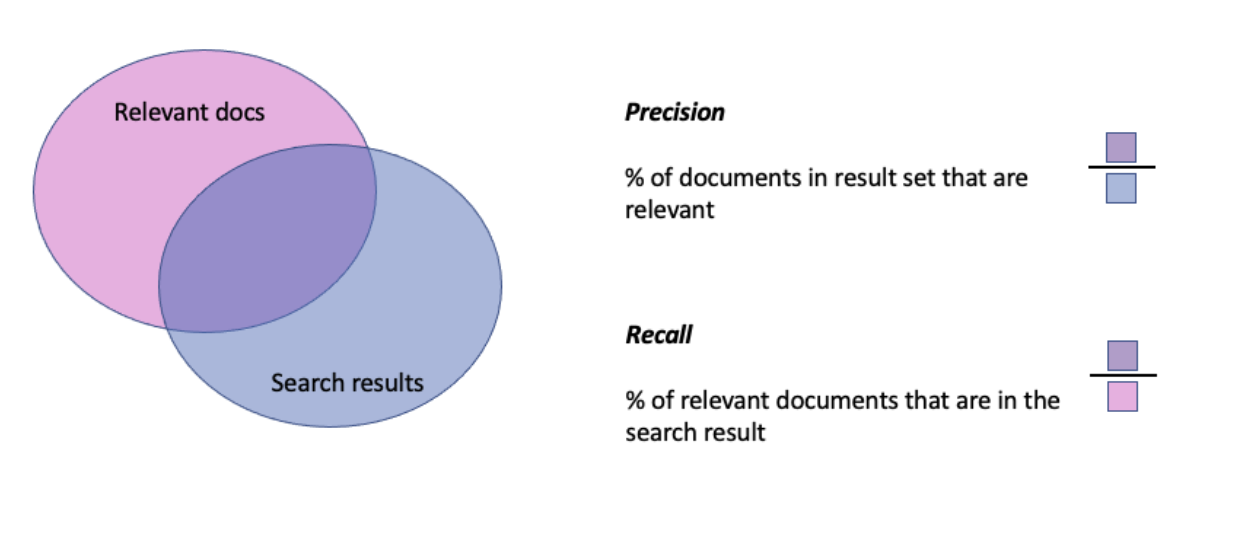 Relevant docs
Search results
Precision
% of documents in result set that are
relevant
Recall
% of relevant documents that are in the
search result